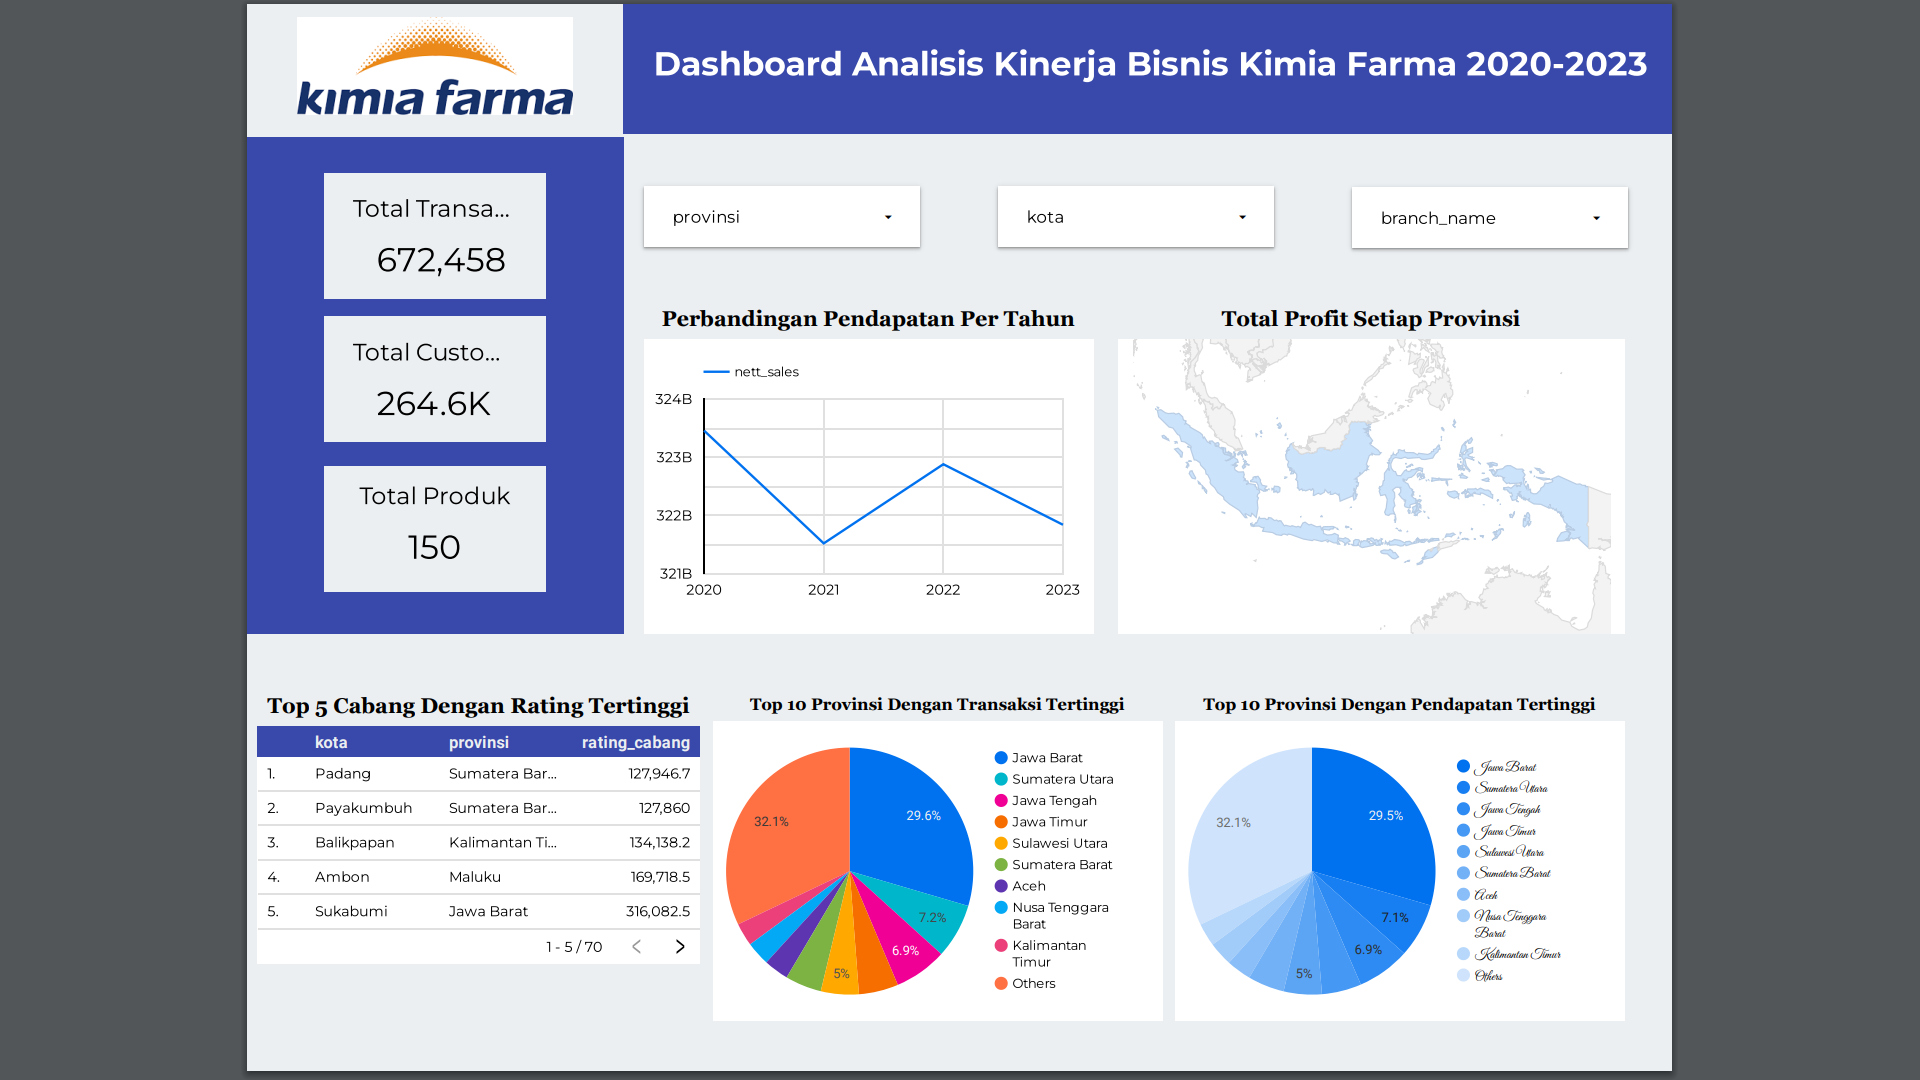 kimia farma
Dashboard Analisis Kinerja Bisnis Kimia Farma 2020-2023
Total Transa...
672,458
Total Custo...
264.6K
Total Produk
150
provinsi
kota
branch_name
Perbandingan Pendapatan Per Tahun
nett_sales
324B
323B
322B
321B
2020 2021 2022 2023
Total Profit Setiap Provinsi
Top 5 Cabang Dengan Rating Tertinggi
kota provinsi rating_cabang
1. Padang Sumatera Bar... 127,946.7
2. Payakumbuh Sumatera Bar... 127,860
3. Balikpapan Kalimantan Ti... 134,138.2
4. Ambon Maluku 169,718.5
5. Sukabumi Jawa Barat 316,082.5
1 - 5 / 70
Top 10 Provinsi Dengan Transaksi Tertinggi
32.1%
29.6%
7.2%
6.9%
5%
Jawa Barat
Sumatera Utara
Jawa Tengah
Jawa Timur
Sulawesi Utara
Sumatera Barat
Aceh
Nusa Tenggara
Barat
Kalimantan
Timur
Others
Top 10 Provinsi Dengan Pendapatan Tertinggi
32.1%
29.5%
7.1%
6.9%
5%
Jawa Barat
Sumatera Utara
Jawa Tengah
Jawa Timur
Sulawesi Utara
Sumatera Barat
Aceh
Nusa Tenggara
Barat
Kalimantan Timur
Others